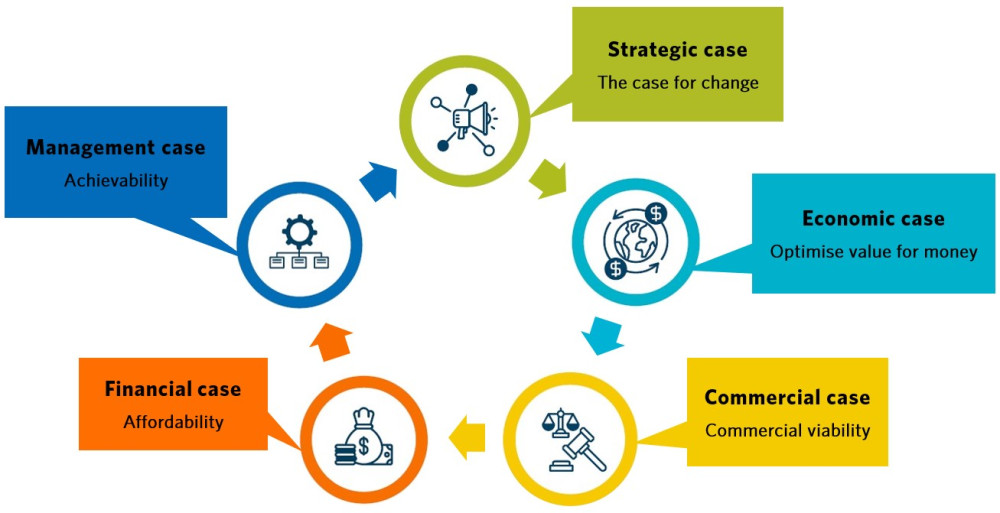 Strategic case
The case for change
Economic case
Optimise value for money
Commercial case
Commercial viability
Financial case
Affordability
Management case
Achievability
$
$
$